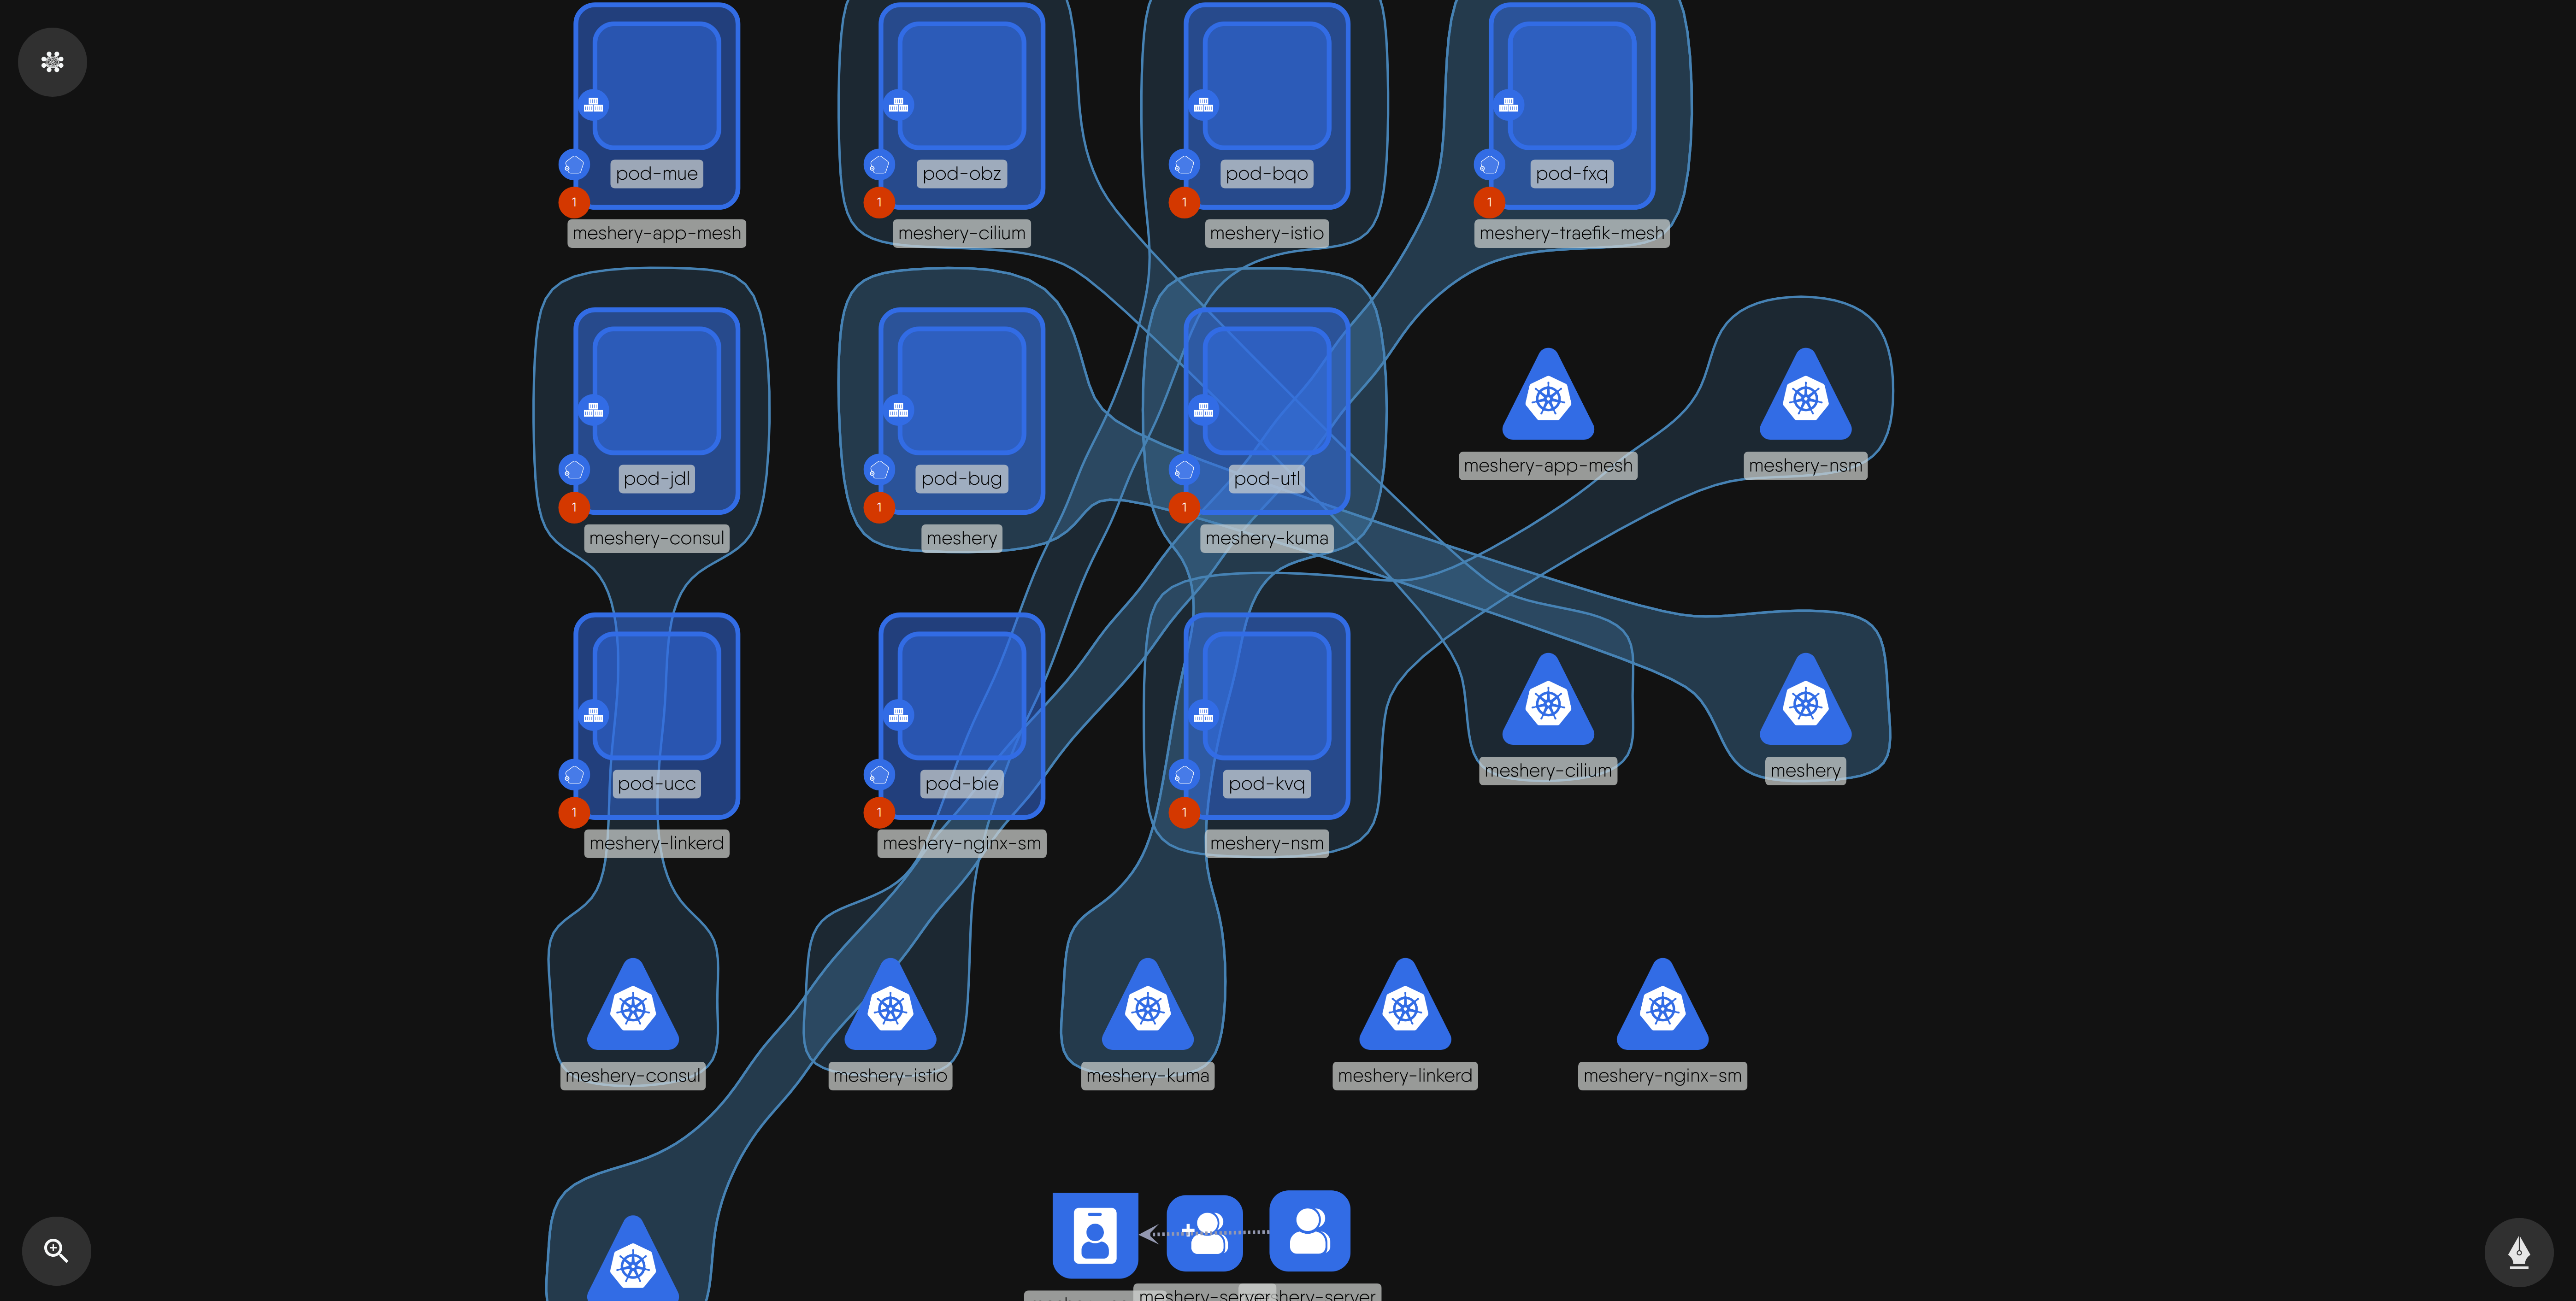 pod-mue
pod-obz
pod-bqo
pod-fxq
1
1
1
1
meshery-app-mesh
meshery-cilium
meshery-istio
meshery-traefik-mesh
pod-jdl
pod-bug
pod-utl
meshery-app-mesh
meshery-nsm
1
1
1
meshery-consul
meshery
meshery-kuma
pod-ucc
pod-bie
pod-kvq
meshery-cilium
meshery
1
1
1
meshery-linkerd
meshery-nginx-sm
meshery-nsm
meshery-consul
meshery-istio
meshery-kuma
meshery-linkerd
meshery-nginx-sm
meshery-server